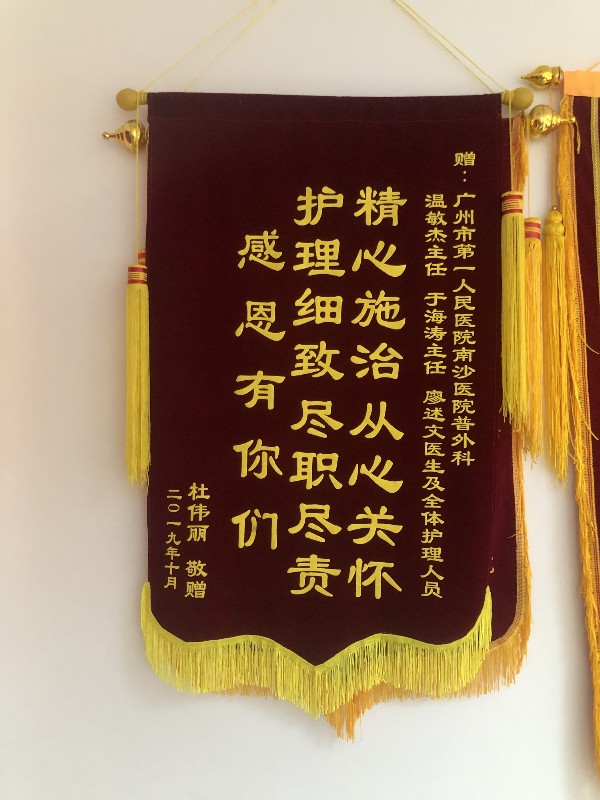 赠：广州市第一人民医院南沙医院普外科
温敏杰主任 于海涛主任 廖述文医生及全体护理人员
精心施治从心关怀
护理细致尽职尽责
感恩有你们
杜伟丽 敬赠
二〇一九年十月